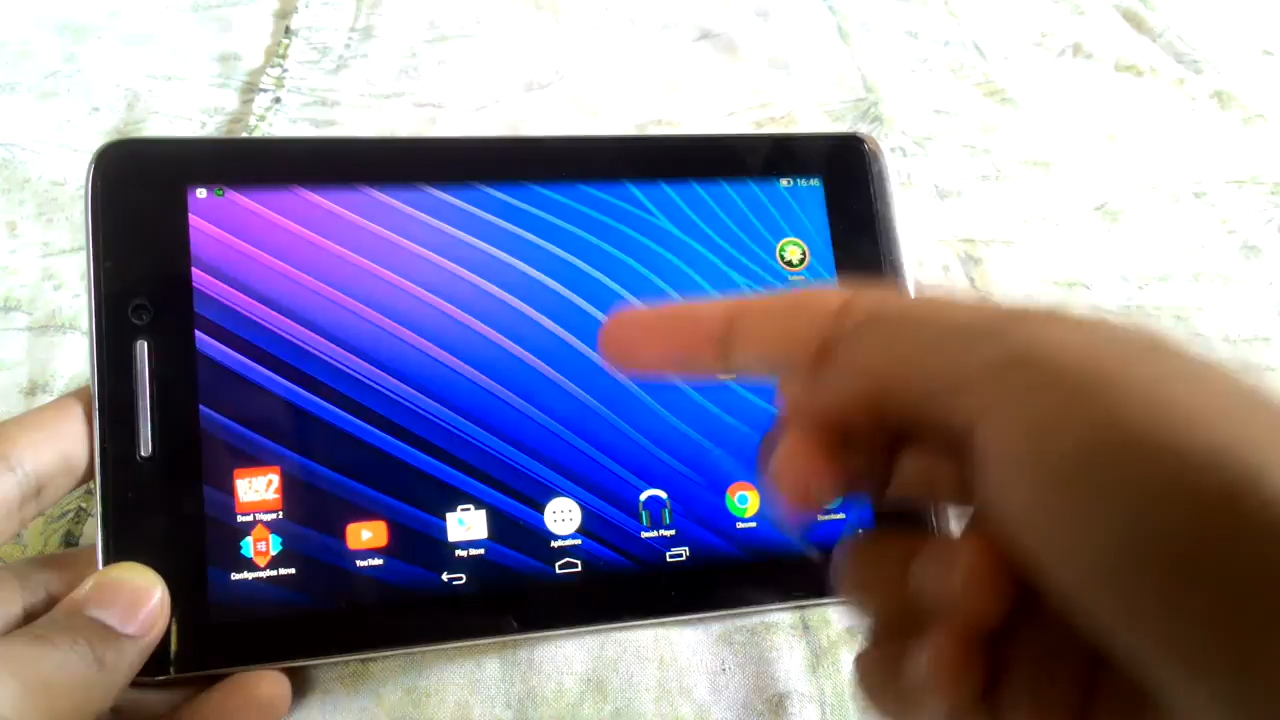 16:46
DEAD
TRIGGER 2
Dead Trigger 2
Configurações Nova
YouTube
Play Store
Aplicativos
Chrome
Downloads